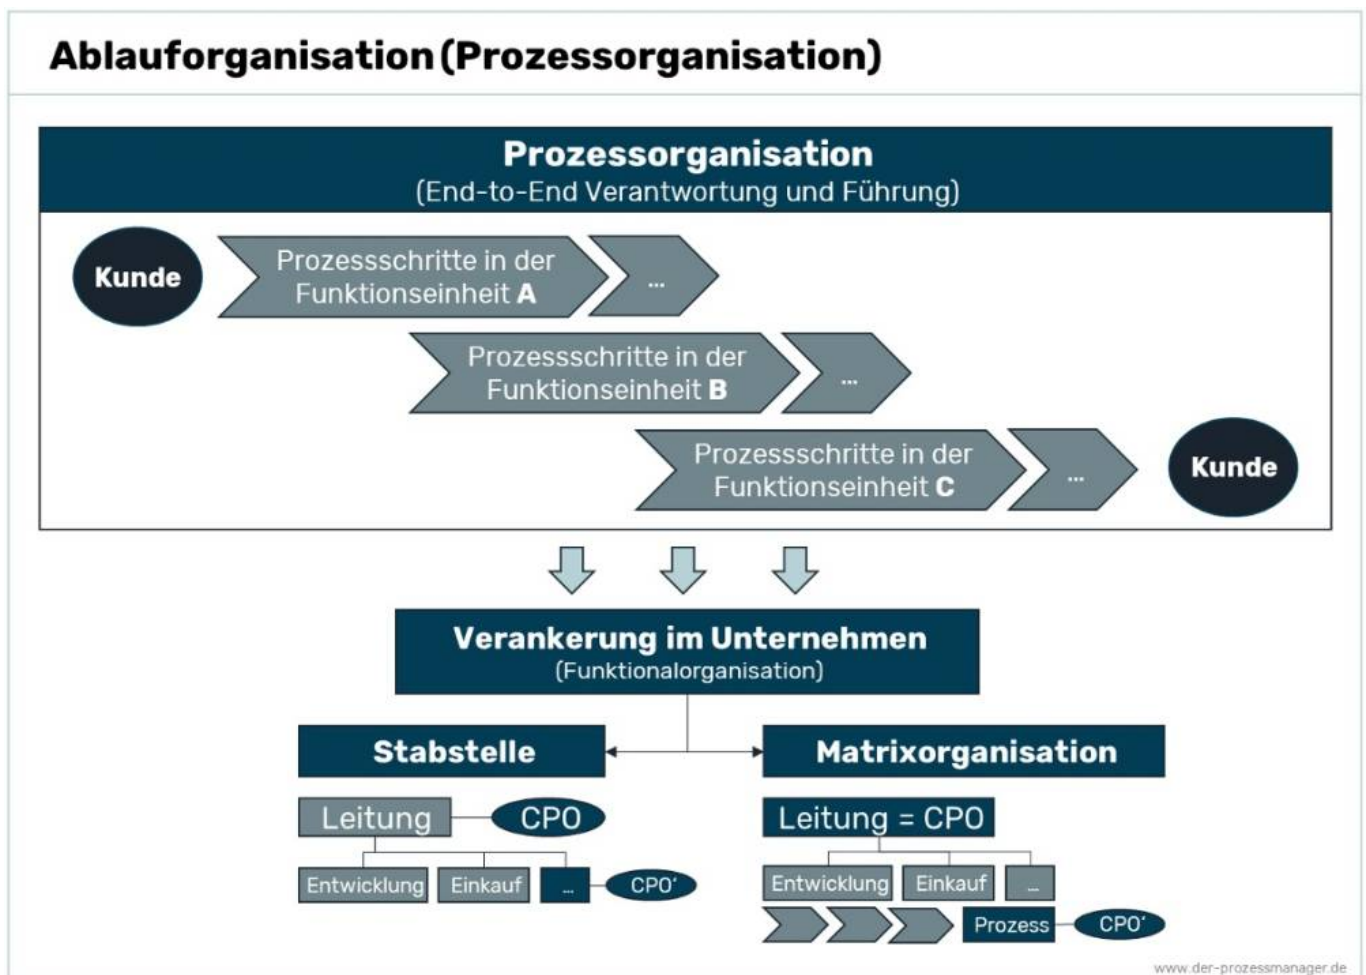 Ablauforganisation (Prozessorganisation)
Prozessorganisation
(End-to-End Verantwortung und Führung)
Kunde
Prozessschritte in der
Funktionseinheit A
...
Prozessschritte in der
Funktionseinheit B
...
Prozessschritte in der
Funktionseinheit C
...
Kunde
Verankerung im Unternehmen
(Funktionalorganisation)
Stabstelle
Matrixorganisation
Leitung
CPO
Leitung = CPO
Entwicklung
Einkauf
...
CPO'
Entwicklung
Einkauf
...
Prozess
CPO'
www.der-prozessmanager.de